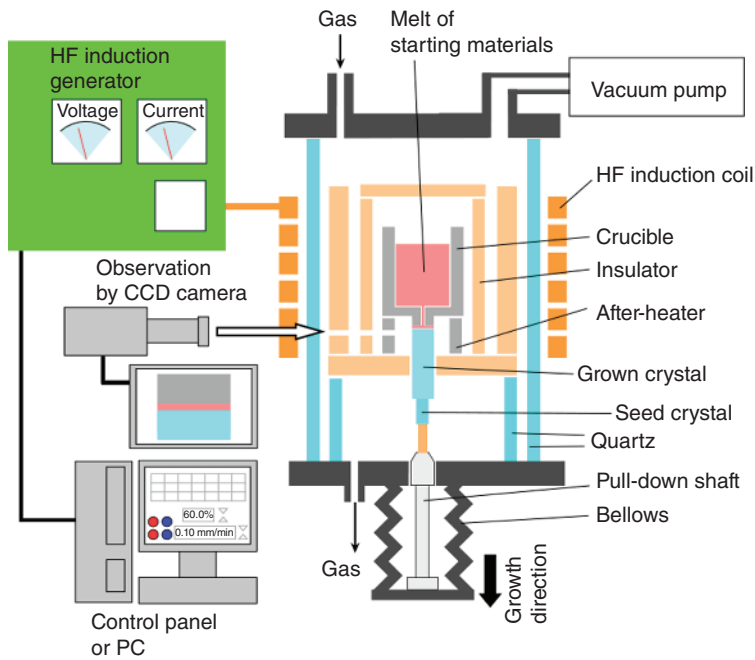 Gas
Melt of
starting materials
HF induction
generator
Voltage
Current
Vacuum pump
HF induction coil
Crucible
Insulator
After-heater
Observation
by CCD camera
Grown crystal
Seed crystal
Quartz
Pull-down shaft
Bellows
60.0%
0.10 mm/min
Gas
Growth
direction
Control panel
or PC